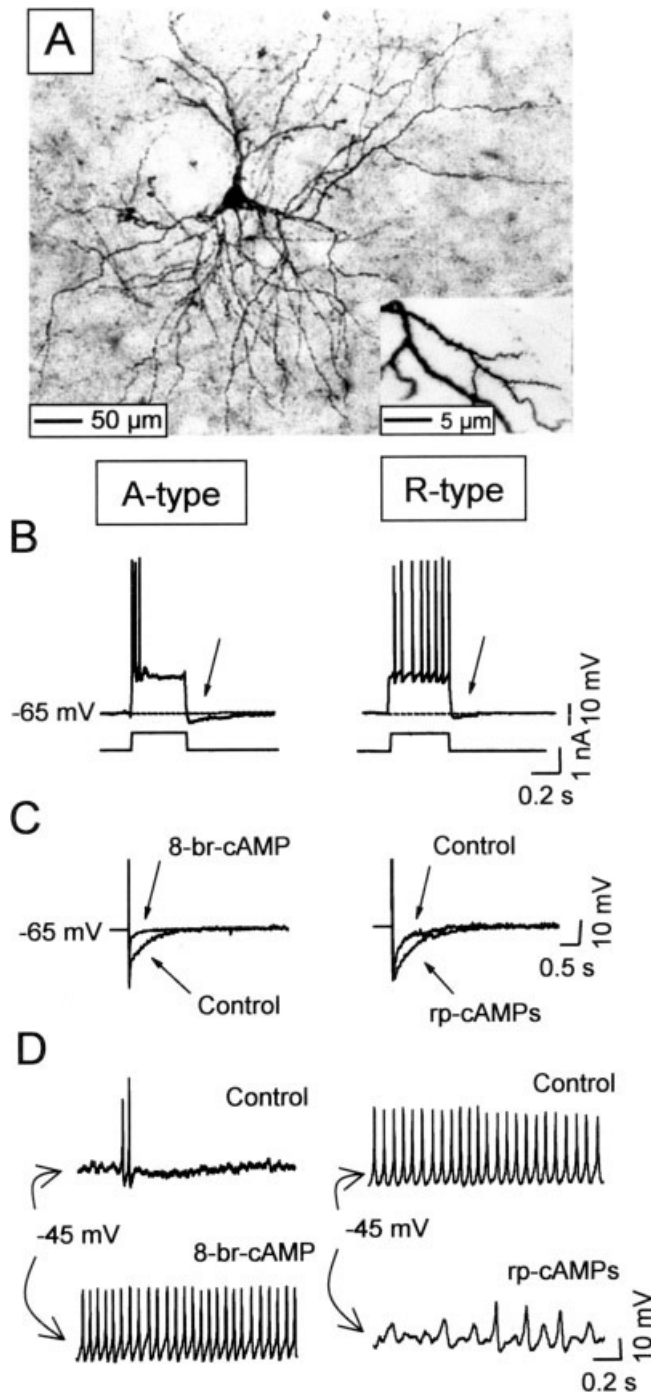 A
50 µm
5 µm
A-type
R-type
B
-65 mV
10 mV
1 nA
0.2 s
C
8-br-cAMP
Control
-65 mV
Control
rp-cAMPs
10 mV
0.5 s
D
Control
Control
-45 mV
-45 mV
8-br-cAMP
rp-cAMPs
10 mV
0.2 s